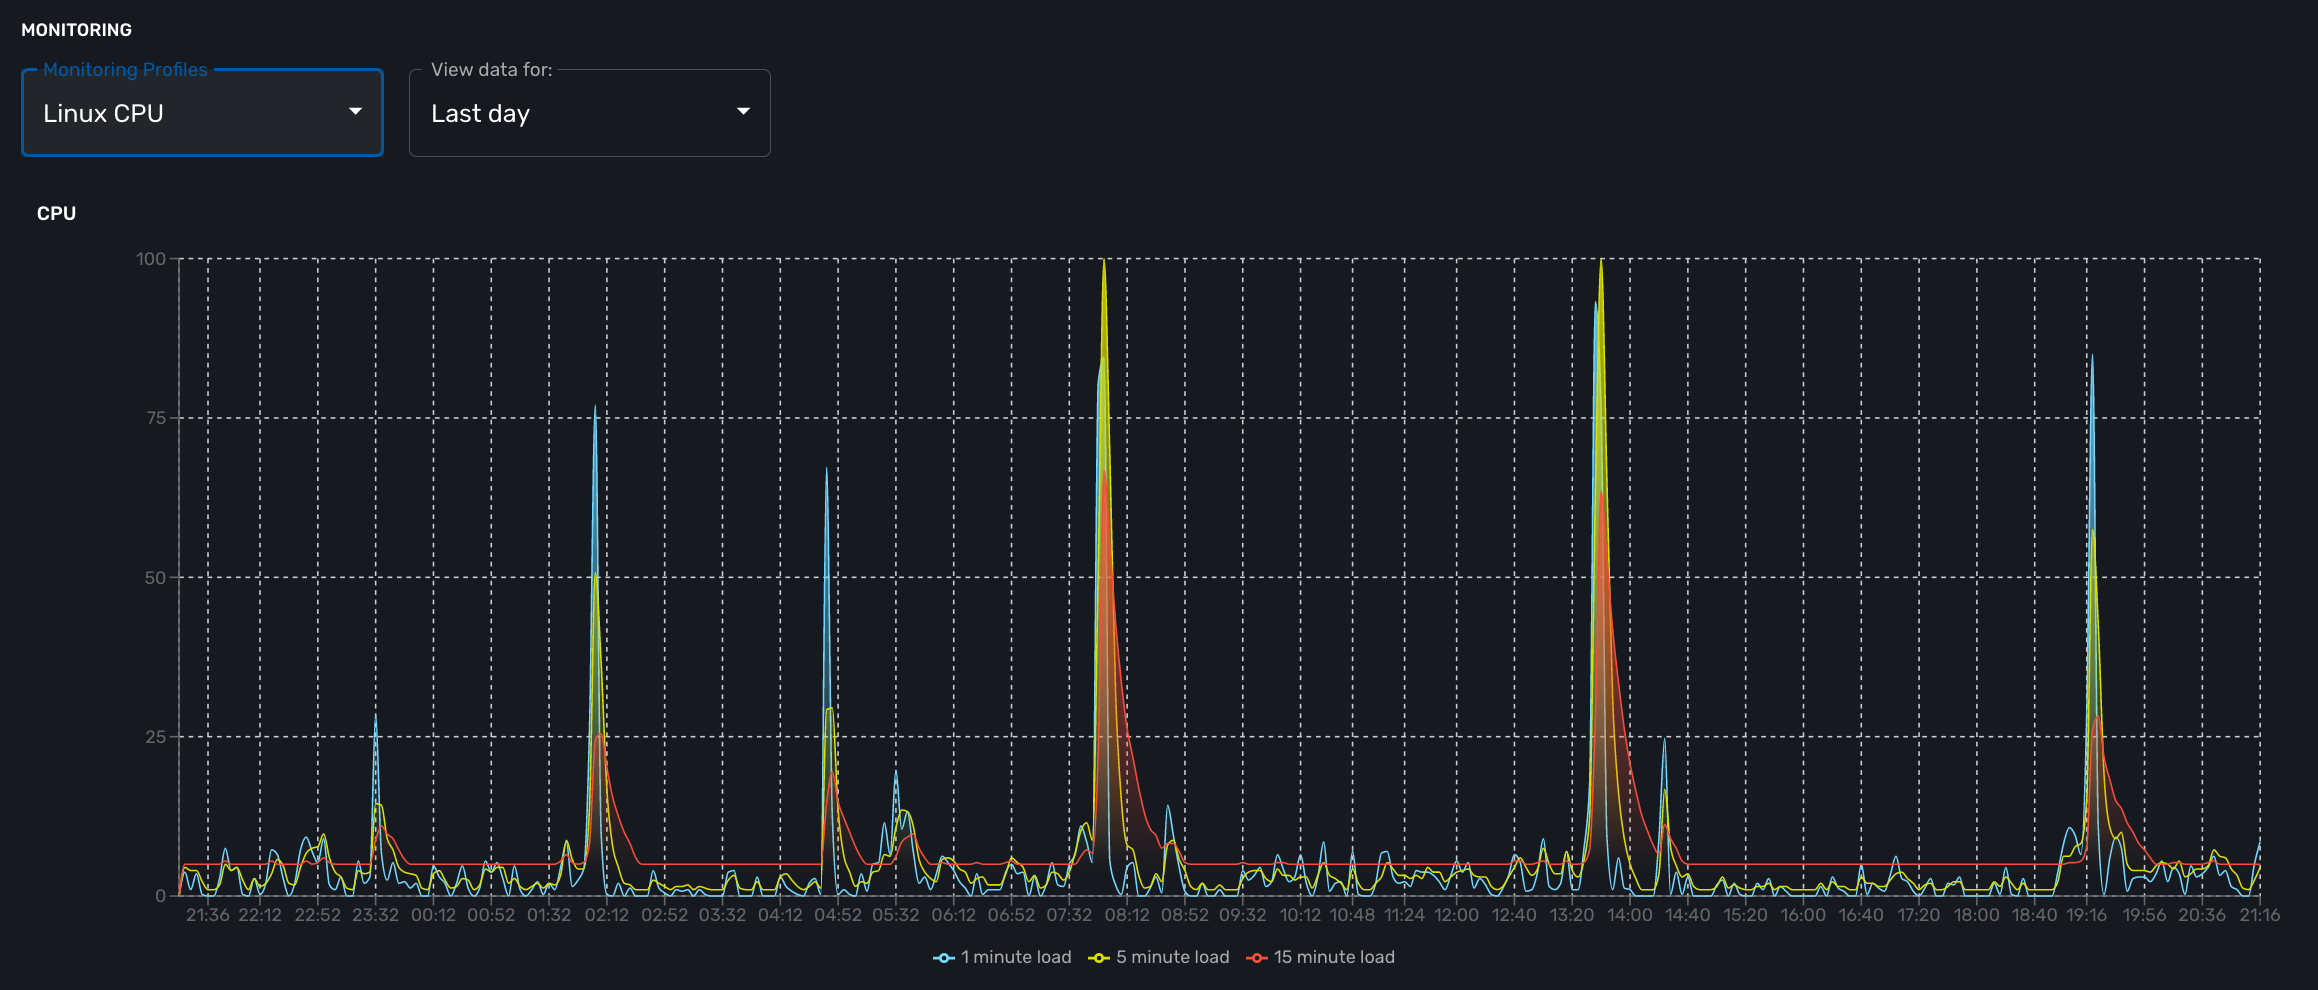 MONITORING
Monitoring Profiles
View data for:
Linux CPU
Last day
CPU
100
75
50
25
0
21:36 22:12 22:52 23:32 00:12 00:52 01:32 02:12 02:52 03:32 04:12 04:52 05:32 06:12 06:52 07:32 08:12 08:52 09:32 10:12 10:48 11:24 12:00 12:40 13:20 14:00 14:40 15:20 16:00 16:40 17:20 18:00 18:40 19:16 19:56 20:36 21:16
1 minute load 5 minute load 15 minute load